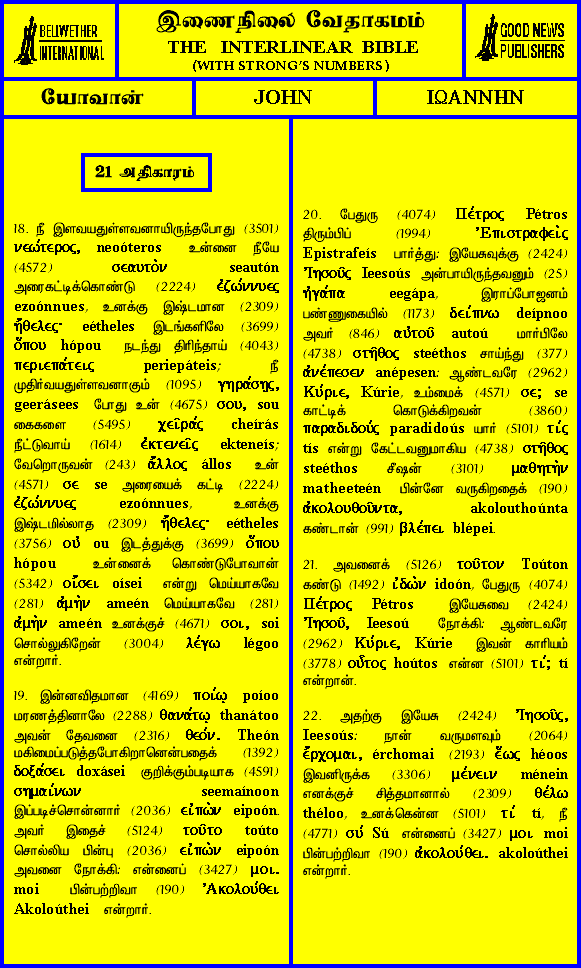 BELLWETHER
INTERNATIONAL
இணைநிலை வேதாகமம்
THE INTERLINEAR BIBLE
(WITH STRONG'S NUMBERS)
GOOD NEWS
PUBLISHERS
யோவான்
JOHN
ΙΩΑΝΝΗΝ
21 அதிகாரம்
18. நீ இளவயதுள்ளவனாயிருந்தபோது (3501)
νεώτερος, neoóteros உன்னை நீயே
(4572) σεαυτὸν seautón
அரைகட்டிக்கொண்டு (2224) ἐζώννυες
ezoónnues, உனக்கு இஷ்டமான (2309)
ἤθελες· eétheles இடங்களிலே (3699)
ὅπου hópou நடந்து திரிந்தாய் (4043)
περιεπάτεις periepáteis; நீ
முதிர்வயதுள்ளவனாகும் (1095) γηράσῃς,
geerásees போது உன் (4675) σου, sou
கைகளை (5495) χεῖράς cheírás
நீட்டுவாய் (1614) ἐκτενεῖς ekteneís;
வேறொருவன் (243) ἄλλος állos உன்
(4571) σε se அரையைக் கட்டி (2224)
ἐζώννυες ezoónnues, உனக்கு
இஷ்டமில்லாத (2309) ἤθελες· eétheles
(3756) οὐ ou இடத்துக்கு (3699) ὅπου
hópou உன்னைக் கொண்டுபோவான்
(5342) οἴσει oísei என்று மெய்யாகவே
(281) ἀμὴν ameén மெய்யாகவே (281)
ἀμὴν ameén உனக்குச் (4671) σοι, soi
சொல்லுகிறேன் (3004) λέγω légoo
என்றார்.
19. இன்னவிதமான (4169) ποίῳ poíoo
மரணத்தினாலே (2288) θανάτῳ thanátoo
அவன் தேவனை (2316) θεόν. Theón
மகிமைப்படுத்தபோகிறானென்பதைக் (1392)
δοξάσει doxásei குறிக்கும்படியாக (4591)
σημαίνων seemaínoon
இப்படிச்சொன்னார் (2036) εἰπὼν eipoón.
அவர் இதைச் (5124) τοῦτο toúto
சொல்லிய பின்பு (2036) εἰπὼν eipoón
அவனை நோக்கி: என்னைப் (3427) μοι.
moi பின்பற்றிவா (190) Ἀκολούθει
Akoloúthei என்றார்.
20. பேதுரு (4074) Πέτρος Pétros
திரும்பிப் (1994) Ἐπιστραφεὶς
Epistrafeís பார்த்து: இயேசுவுக்கு (2424)
Ἰησοῦς Ieesoús அன்பாயிருந்தவனும் (25)
ἠγάπα eegápa, இராப்போஜனம்
பண்ணுகையில் (1173) δείπνω deípnoo
அவர் (846) αὐτοῦ autoú மார்பிலே
(4738) στῆθος steéthos சாய்ந்து (377)
ἀνέπεσεν anépesen: ஆண்டவரே (2962)
Κύριε, Kúrie, உம்மைக் (4571) σε; se
காட்டிக் கொடுக்கிறவன் (3860)
παραδιδούς paradidoús யார் (5101) τίς
tís என்று கேட்டவனுமாகிய (4738) στῆθος
steéthos சீஷன் (3101) μαθητὴν
matheeteén பின்னே வருகிறதைக் (190)
ἀκολουθοῦντα, akolouthoúnta
கண்டான் (991) βλέπει blépei.
21. அவனைக் (5126) τοῦτον Toúton
கண்டு (1492) ἰδὼν idoón, பேதுரு (4074)
Πέτρος Pétros இயேசுவை (2424)
Ἰησοῦ, Ieesoú நோக்கி: ஆண்டவரே
(2962) Κύριε, Kúrie இவன் காரியம்
(3778) οὗτος hoútos என்ன (5101) τί; tí
என்றான்.
22. அதற்கு இயேசு (2424) Ἰησοῦς,
Ieesoús: நான் வருமளவும் (2064)
ἔρχομαι, érchomai (2193) ἕως héoos
இவனிருக்க (3306) μένειν ménein
எனக்குச் சித்தமானால் (2309) θέλω
théloo, உனக்கென்ன (5101) τί tí, நீ
(4771) σύ Sú என்னைப் (3427) μοι moi
பின்பற்றிவா (190) ἀκολούθει. akoloúthei
என்றார்.